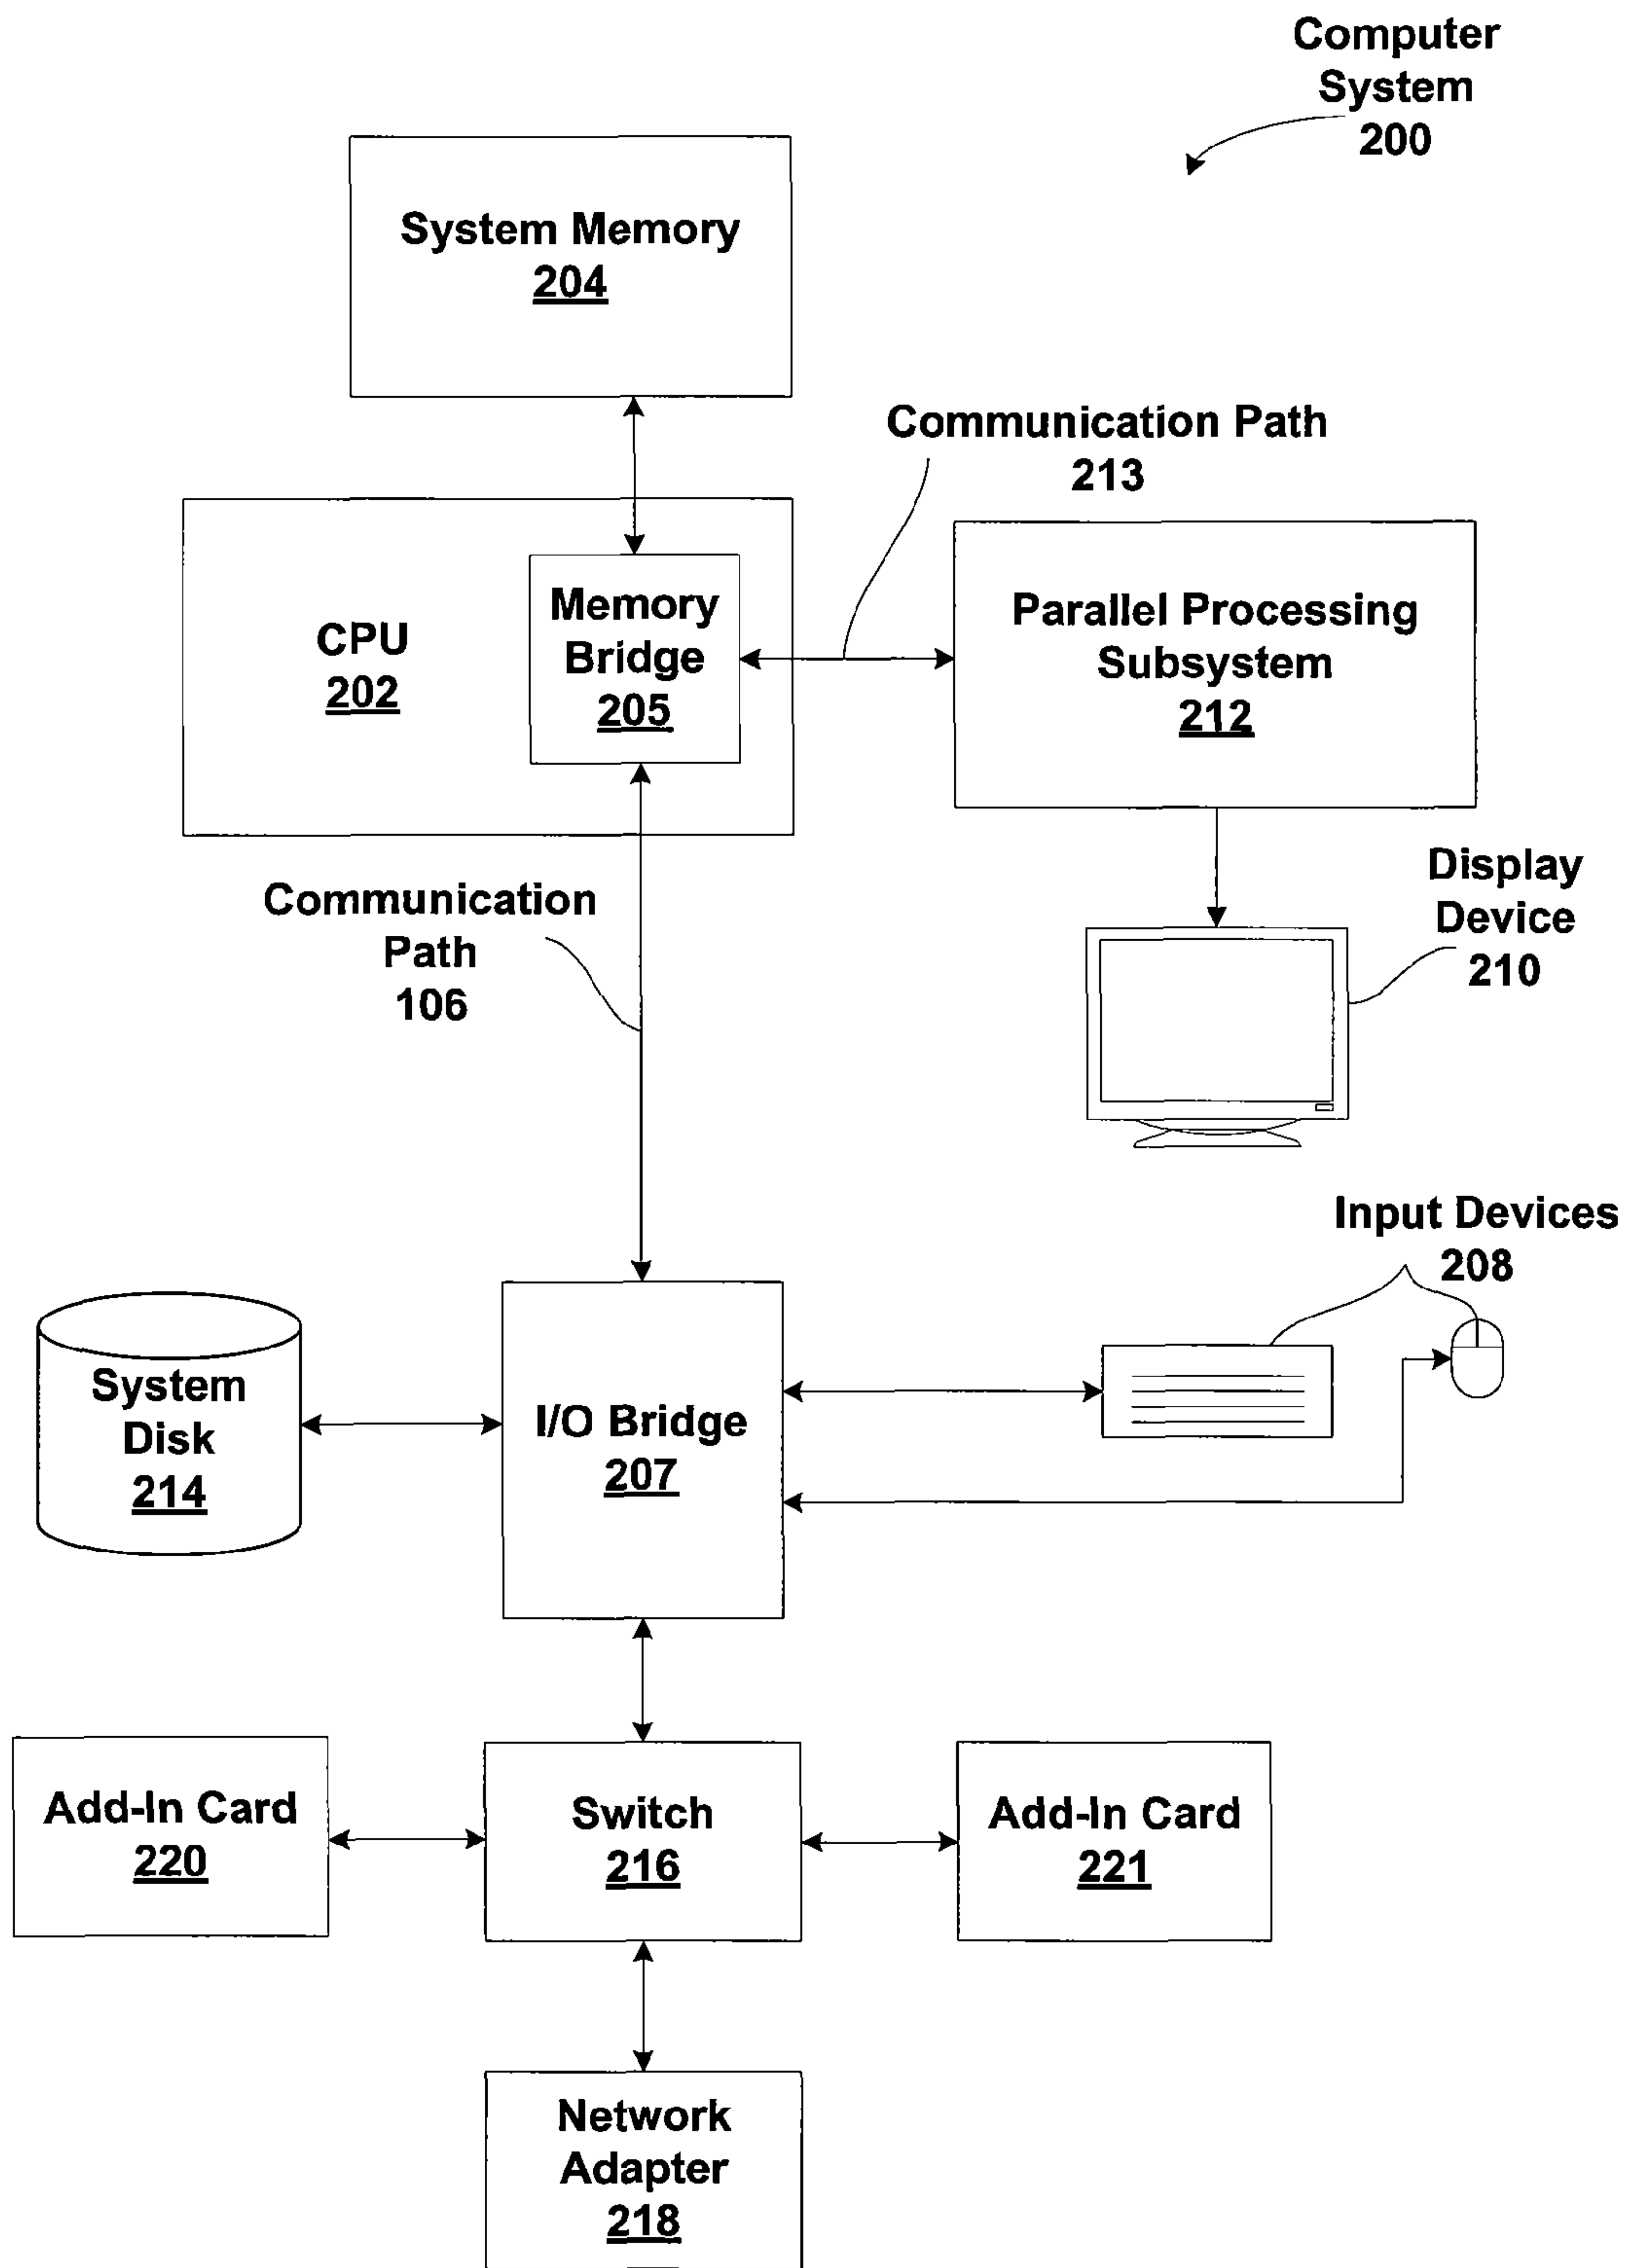 Computer
System
200
System Memory
204
Communication Path
213
CPU
202
Memory
Bridge
205
Parallel Processing
Subsystem
212
Communication
Path
106
Display
Device
210
Input Devices
208
System
Disk
214
I/O Bridge
207
Add-In Card
220
Switch
216
Add-In Card
221
Network
Adapter
218